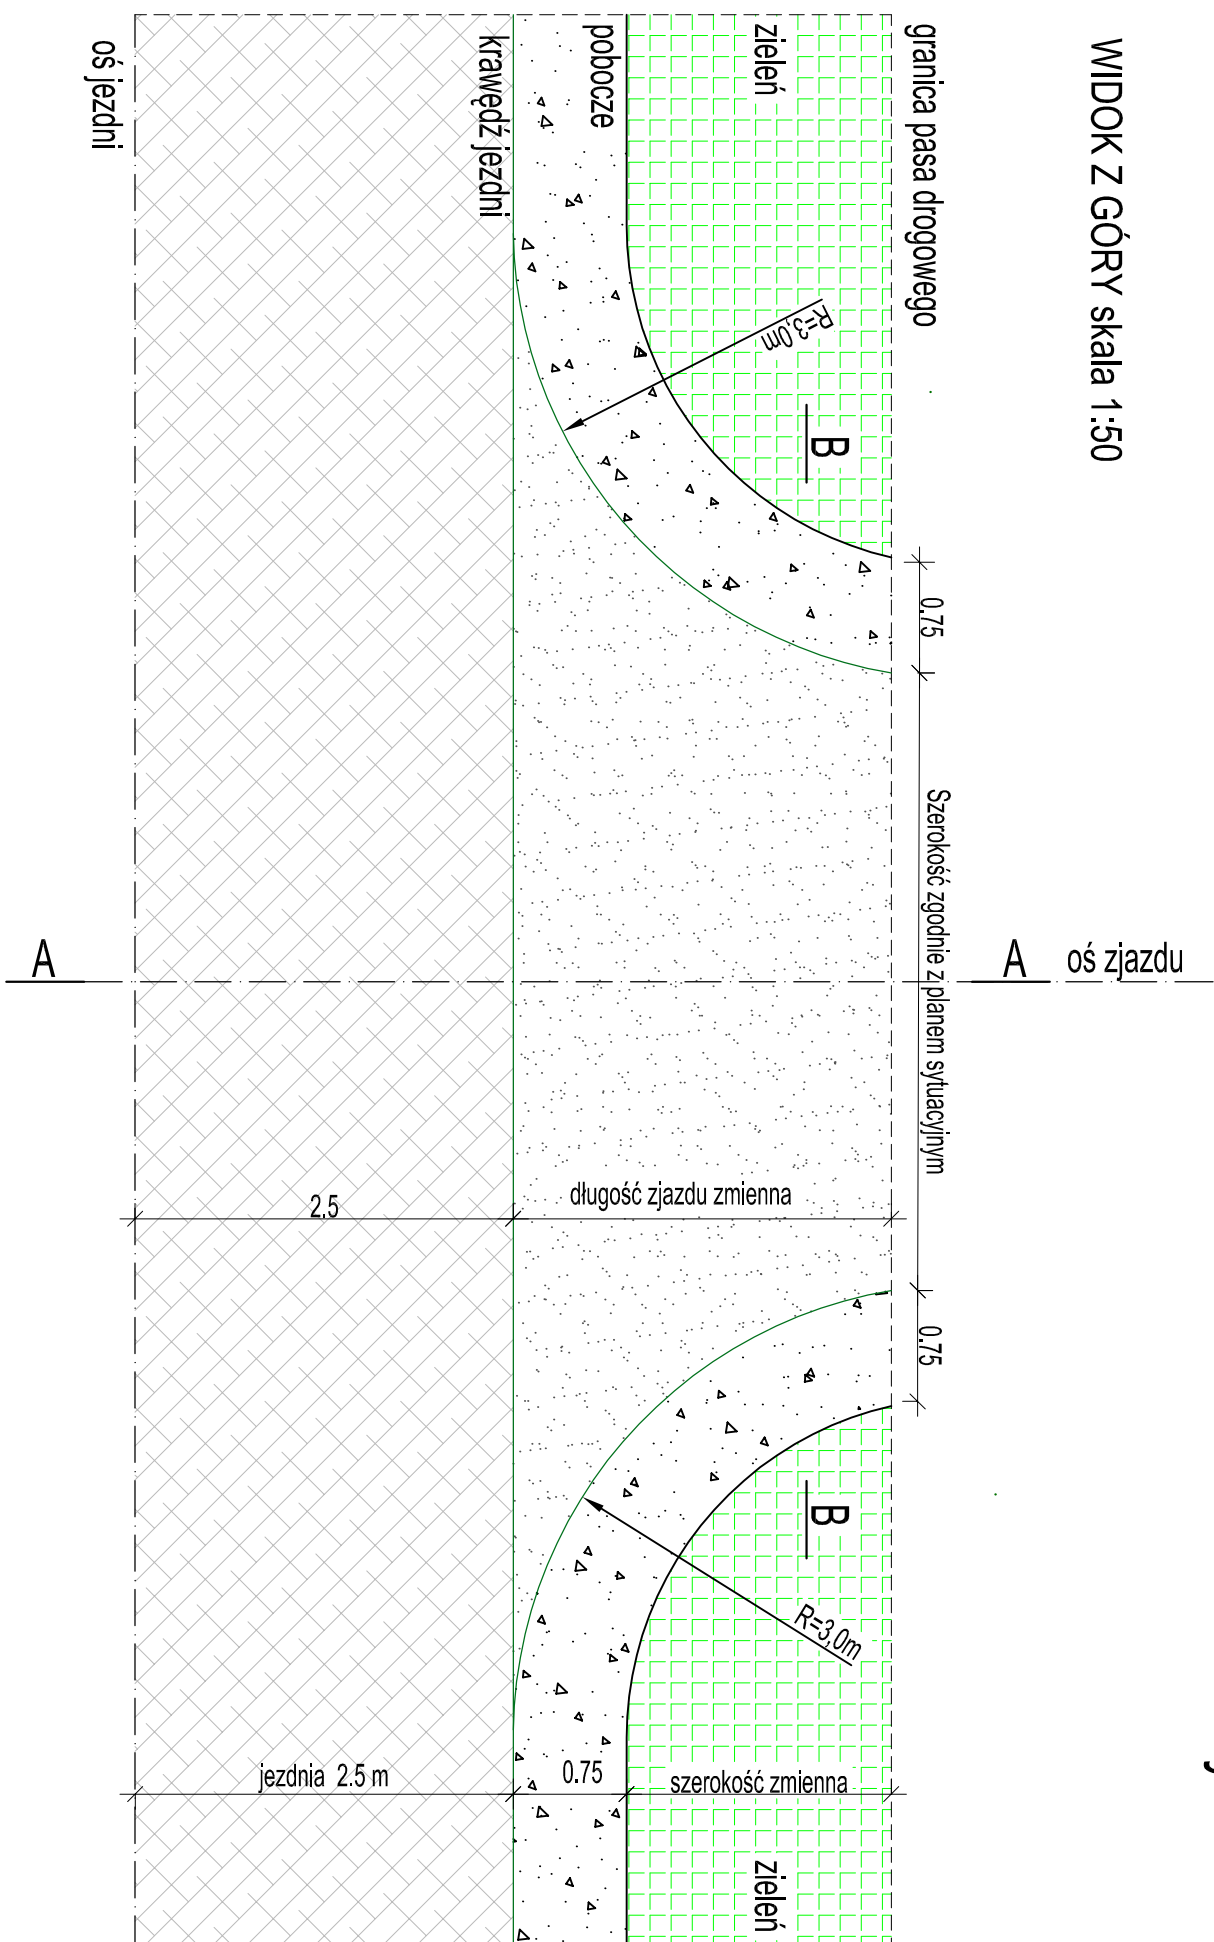 WIDOK Z GÓRY skala 1:50
granica pasa drogowego
zieleń
pobocze
krawędź jezdni
oś jezdni
R=3,0m
B
0.75
Szerokość zgodnie z planem sytuacyjnym
A
A
oś zjazdu
2.5
długość zjazdu zmienna
0.75
B
R=3,0m
jezdnia 2.5 m
0.75
szerokość zmienna
zieleń